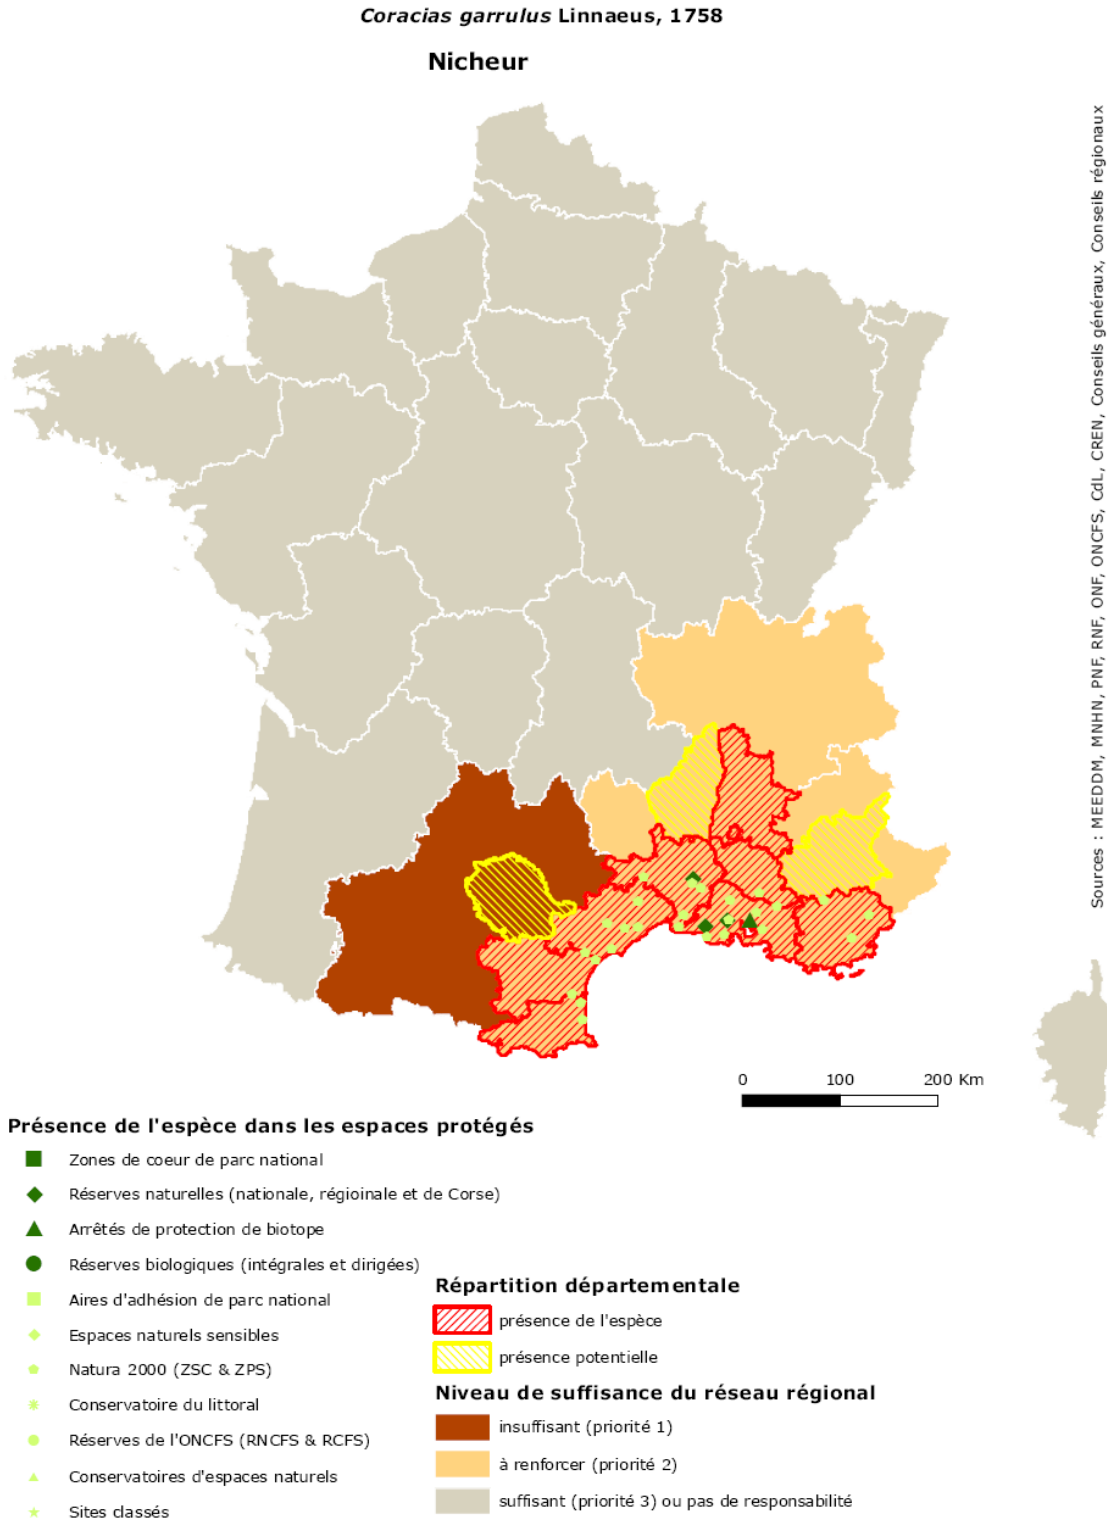 Coracias garrulus Linnaeus, 1758
Nicheur
Sources : MEEDDM, MNHN, PNF, RNF, ONF, ONCFS, CdL, CREN, Conseils généraux, Conseils régionaux
0 100 200 Km
Présence de l'espèce dans les espaces protégés
Zones de coeur de parc national
Réserves naturelles (nationale, régioinale et de Corse)
Arrêtés de protection de biotope
Réserves biologiques (intégrales et dirigées)
Aires d'adhésion de parc national
Espaces naturels sensibles
Natura 2000 (ZSC & ZPS)
Conservatoire du littoral
Réserves de l'ONCFS (RNCFS & RCFS)
Conservatoires d'espaces naturels
Sites classés
Répartition départementale
présence de l'espèce
présence potentielle
Niveau de suffisance du réseau régional
insuffisant (priorité 1)
à renforcer (priorité 2)
suffisant (priorité 3) ou pas de responsabilité